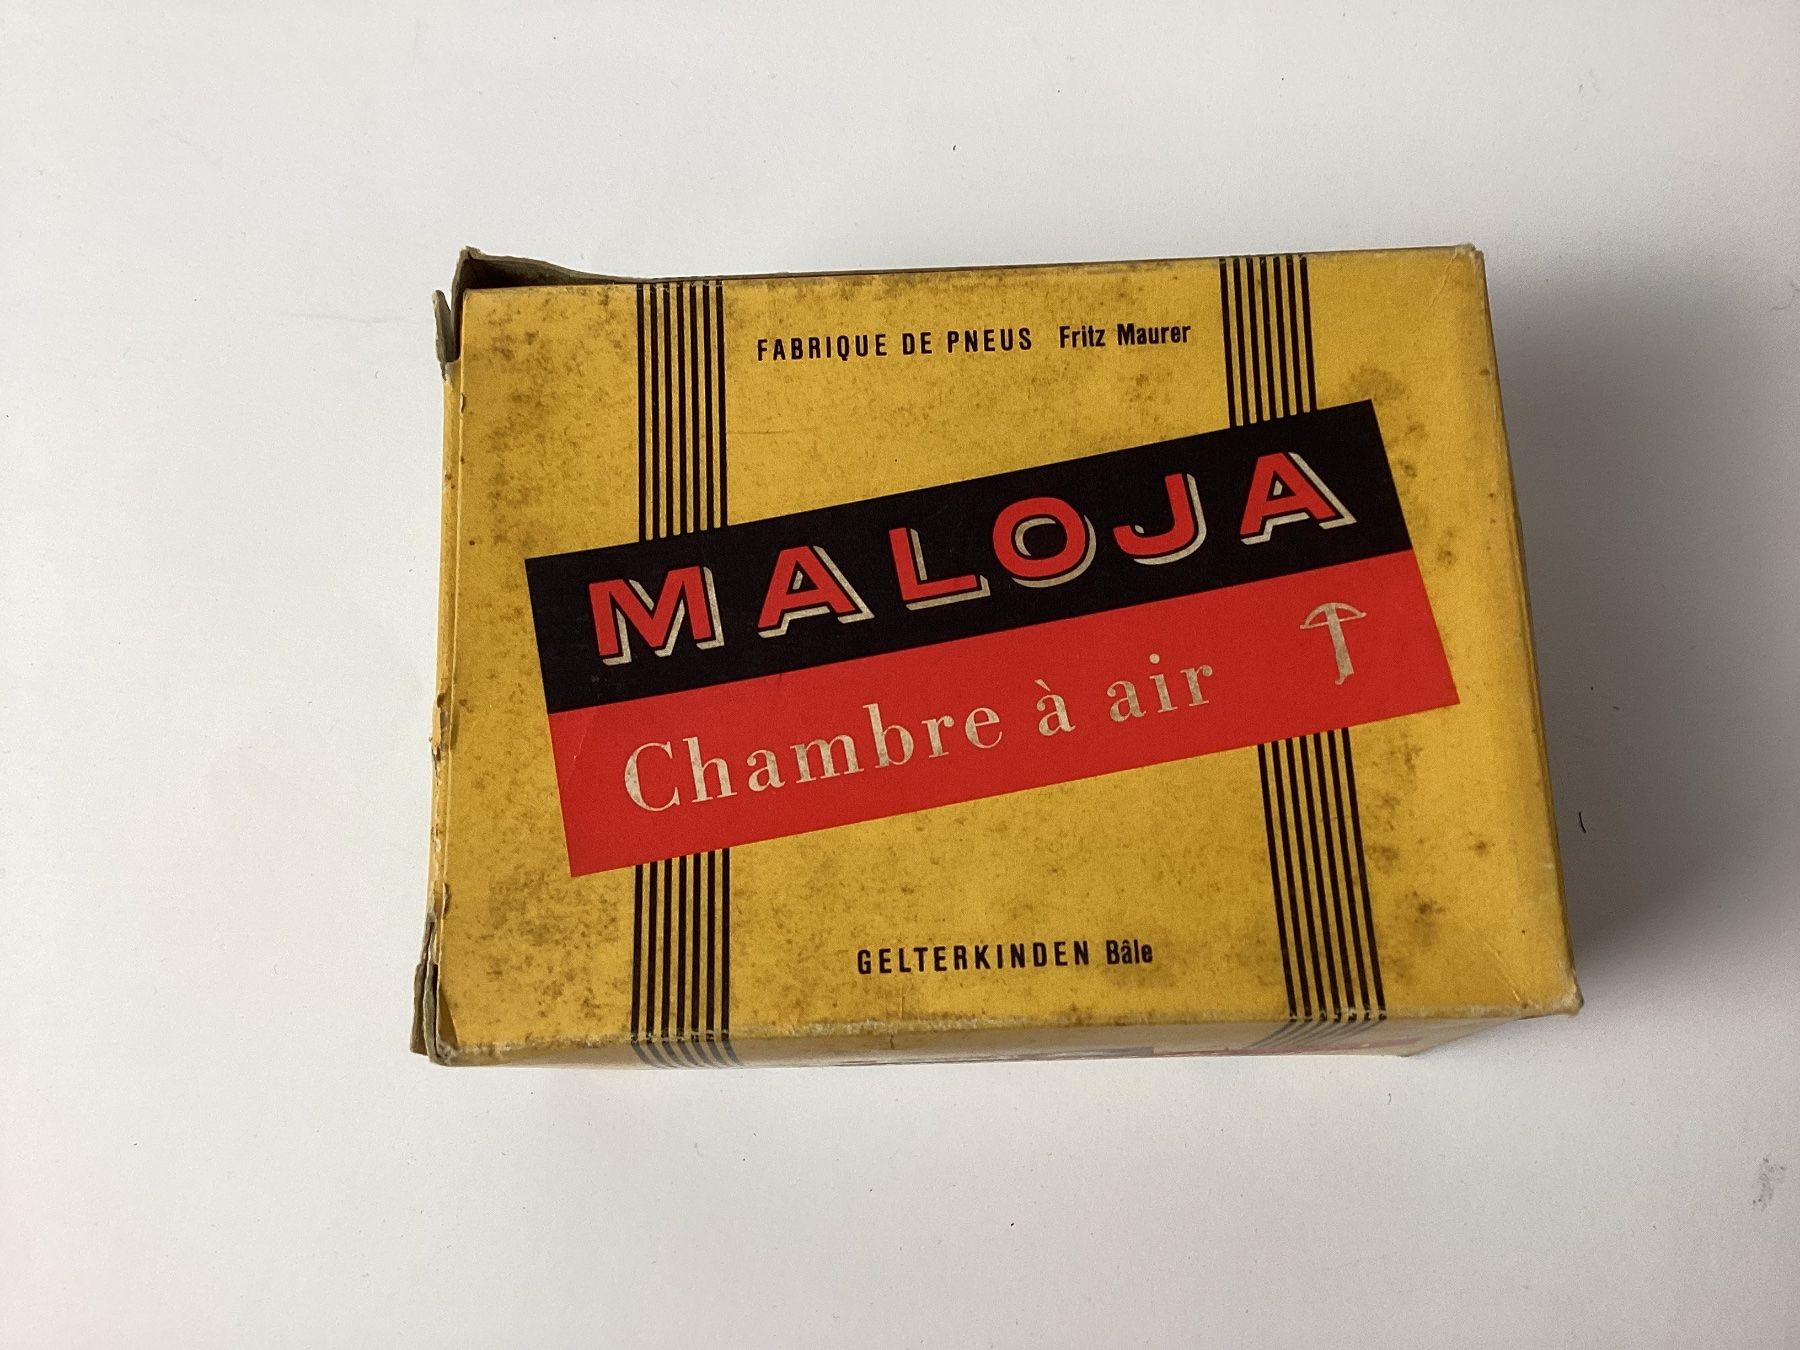 FABRIQUE DE PNEUS Fritz Maurer
MALOJA
Chambre à air
GELTERKINDEN Bâle